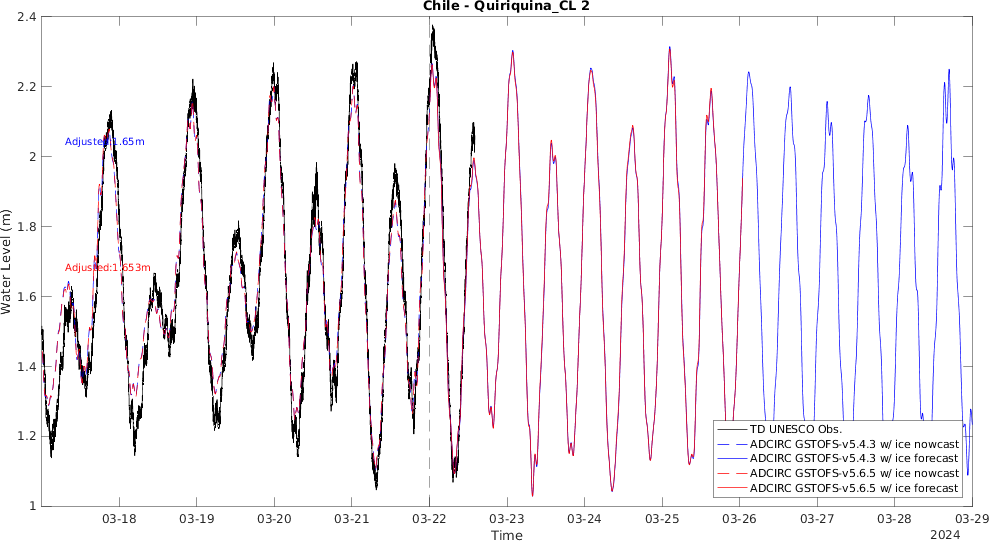 Chile - Quiriquina_CL 2
2.4
2.2
2
1.8
1.6
1.4
1.2
1
Water Level (m)
Adjusted:1.65m
Adjusted:1.653m
TD UNESCO Obs.
ADCIRC GSTOFS-v5.4.3 w/ ice nowcast
ADCIRC GSTOFS-v5.4.3 w/ ice forecast
ADCIRC GSTOFS-v5.6.5 w/ ice nowcast
ADCIRC GSTOFS-v5.6.5 w/ ice forecast
03-18 03-19 03-20 03-21 03-22 03-23 03-24 03-25 03-26 03-27 03-28 03-29
Time
2024